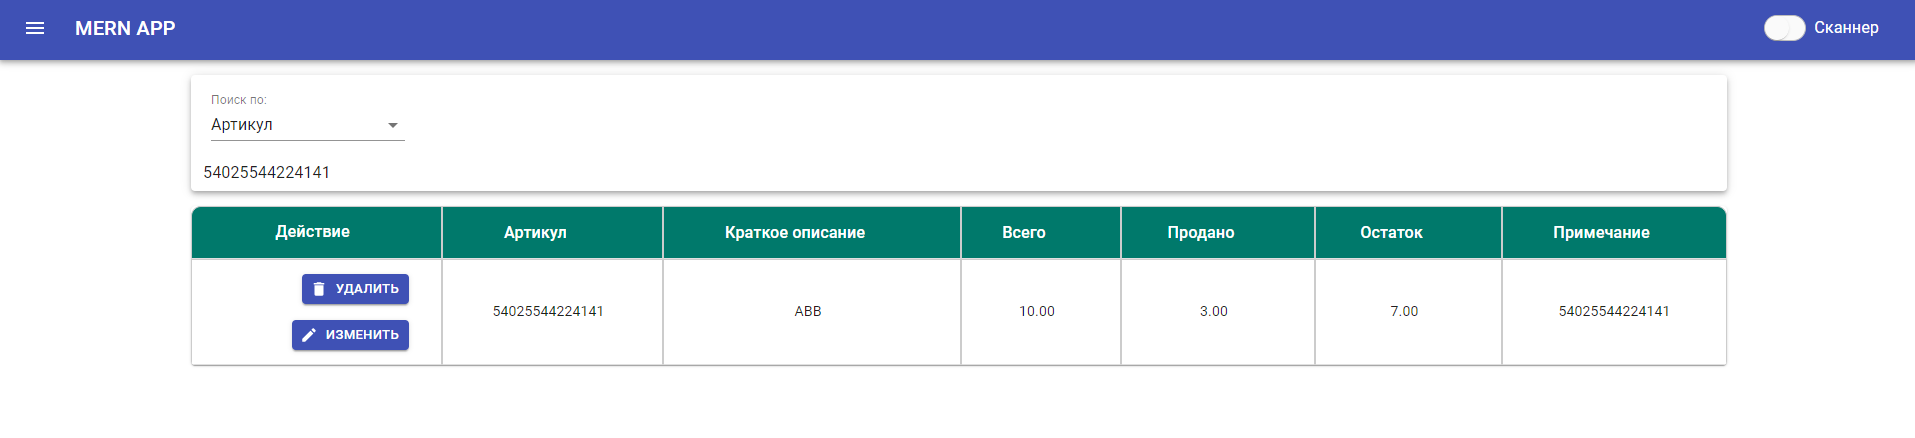 MERN APP
Сканнер
Поиск по:
Артикул
54025544224141
Действие Артикул Краткое описание Всего Продано Остаток Примечание
УДАЛИТЬ
ИЗМЕНИТЬ
54025544224141 ABB 10.00 3.00 7.00 54025544224141